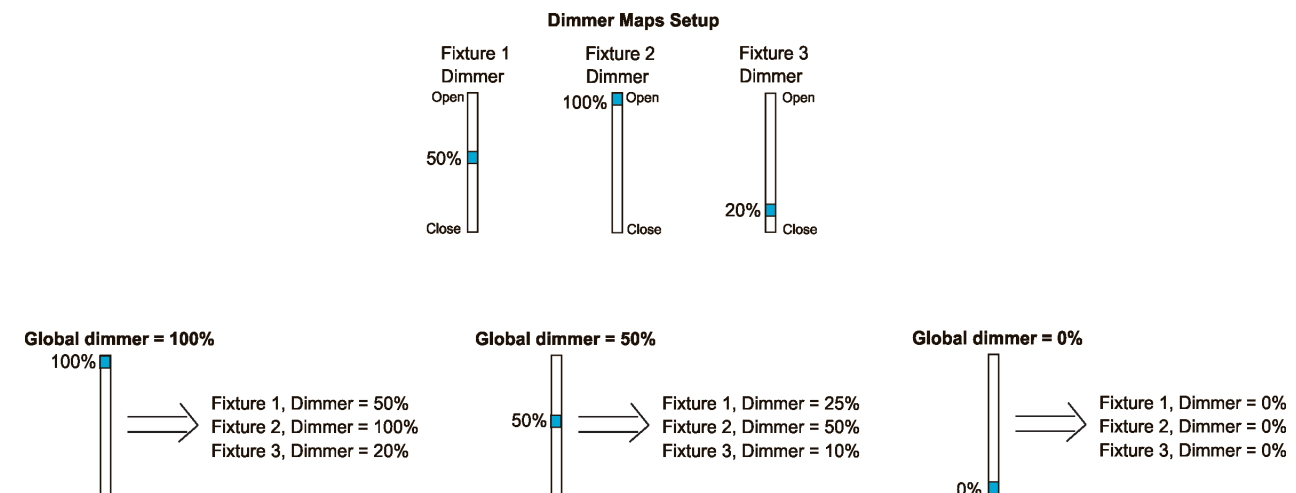 Dimmer Maps Setup
Fixture 1
Dimmer
Fixture 2
Dimmer
Fixture 3
Dimmer
Open
100%
Open
Open
50%
20%
Close
Close
Close
Global dimmer = 100%
100%
Fixture 1, Dimmer = 50%
Fixture 2, Dimmer = 100%
Fixture 3, Dimmer = 20%
Global dimmer = 50%
50%
Fixture 1, Dimmer = 25%
Fixture 2, Dimmer = 50%
Fixture 3, Dimmer = 10%
Global dimmer = 0%
Fixture 1, Dimmer = 0%
Fixture 2, Dimmer = 0%
Fixture 3, Dimmer = 0%
0%